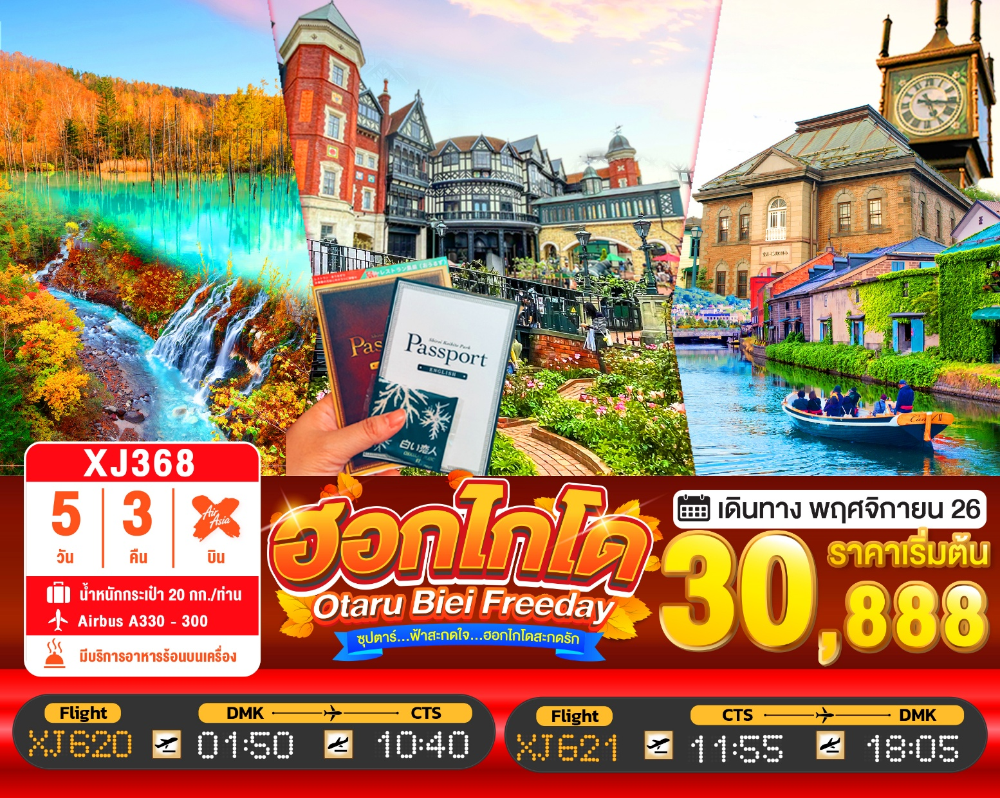 Passport
Shiroi Koibito Park
Passport
ENGLISH
白い恋人
Canal II
XJ368
5
วัน
3
คืน
Air Asia X
บิน
น้ำหนักกระเป๋า 20 กก./ท่าน
Airbus A330 - 300
มีบริการอาหารร้อนบนเครื่อง
ฮอกไกโด
Otaru Biei Freeday
ซุปตาร์...ฟ้าสะกดใจ...ฮอกไกโดสะกดรัก
เดินทาง พฤศจิกายน 26
ราคาเริ่มต้น
30,888
Flight
DMK CTS
XJ620 01:50 10:40
Flight
CTS DMK
XJ621 11:55 18:05